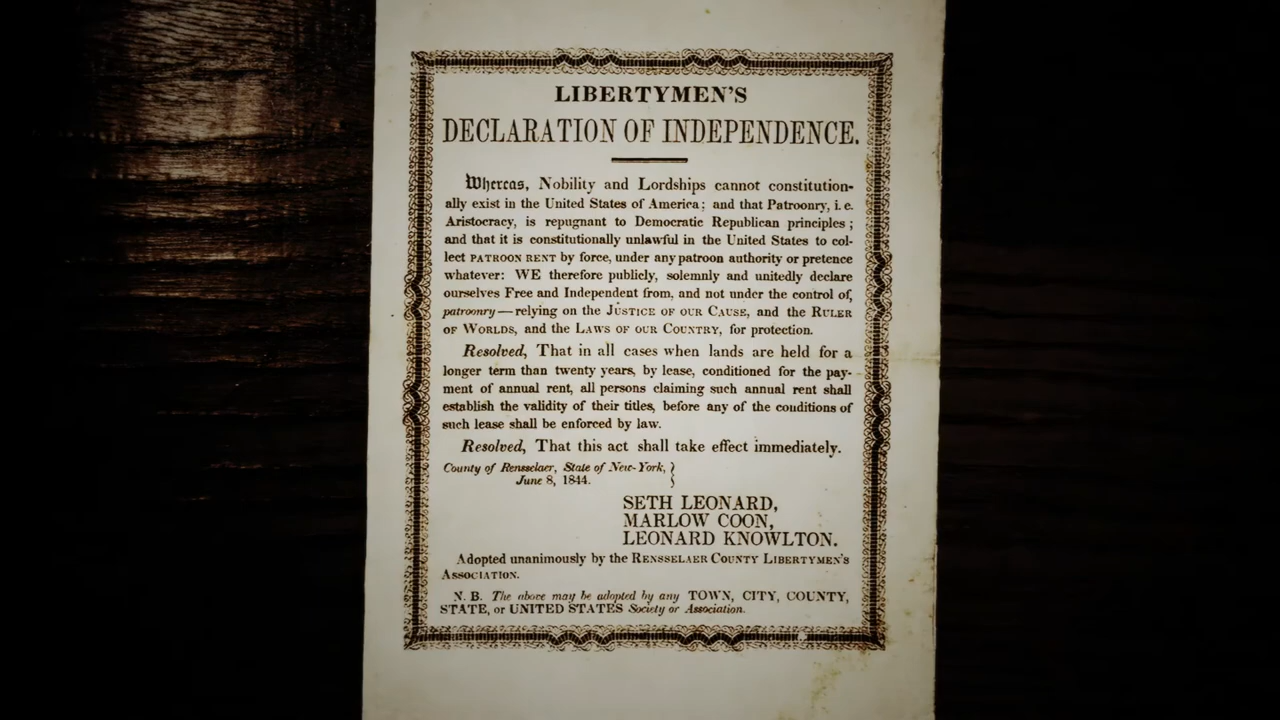 LIBERTYMEN'S
DECLARATION OF INDEPENDENCE.
Whereas, Nobility and Lordships cannot constitution-
ally exist in the United States of America; and that Patroonry, i. e.
Aristocracy, is repugnant to Democratic Republican principles;
and that it is constitutionally unlawful in the United States to col-
lect PATROON RENT by force, under any patroon authority or pretence
whatever: WE therefore publicly, solemnly and unitedly declare
ourselves Free and Independent from, and not under the control of,
patroonry—relying on the JUSTICE OF OUR CAUSE, and the RULER
OF WORLDS, and the LAWS OF OUR COUNTRY, for protection.
Resolved, That in all cases when lands are held for a
longer term than twenty years, by lease, conditioned for the pay-
ment of annual rent, all persons claiming such annual rent shall
establish the validity of their titles, before any of the conditions of
such lease shall be enforced by law.
Resolved, That this act shall take effect immediately.
County of Rensselaer, State of New-York, }
June 8, 1844.
SETH LEONARD,
MARLOW COON,
LEONARD KNOWLTON.
Adopted unanimously by the RENSSELAER COUNTY LIBERTYMEN'S
ASSOCIATION.
N. B. The above may be adopted by any TOWN, CITY, COUNTY,
STATE, or UNITED STATES Society or Association.